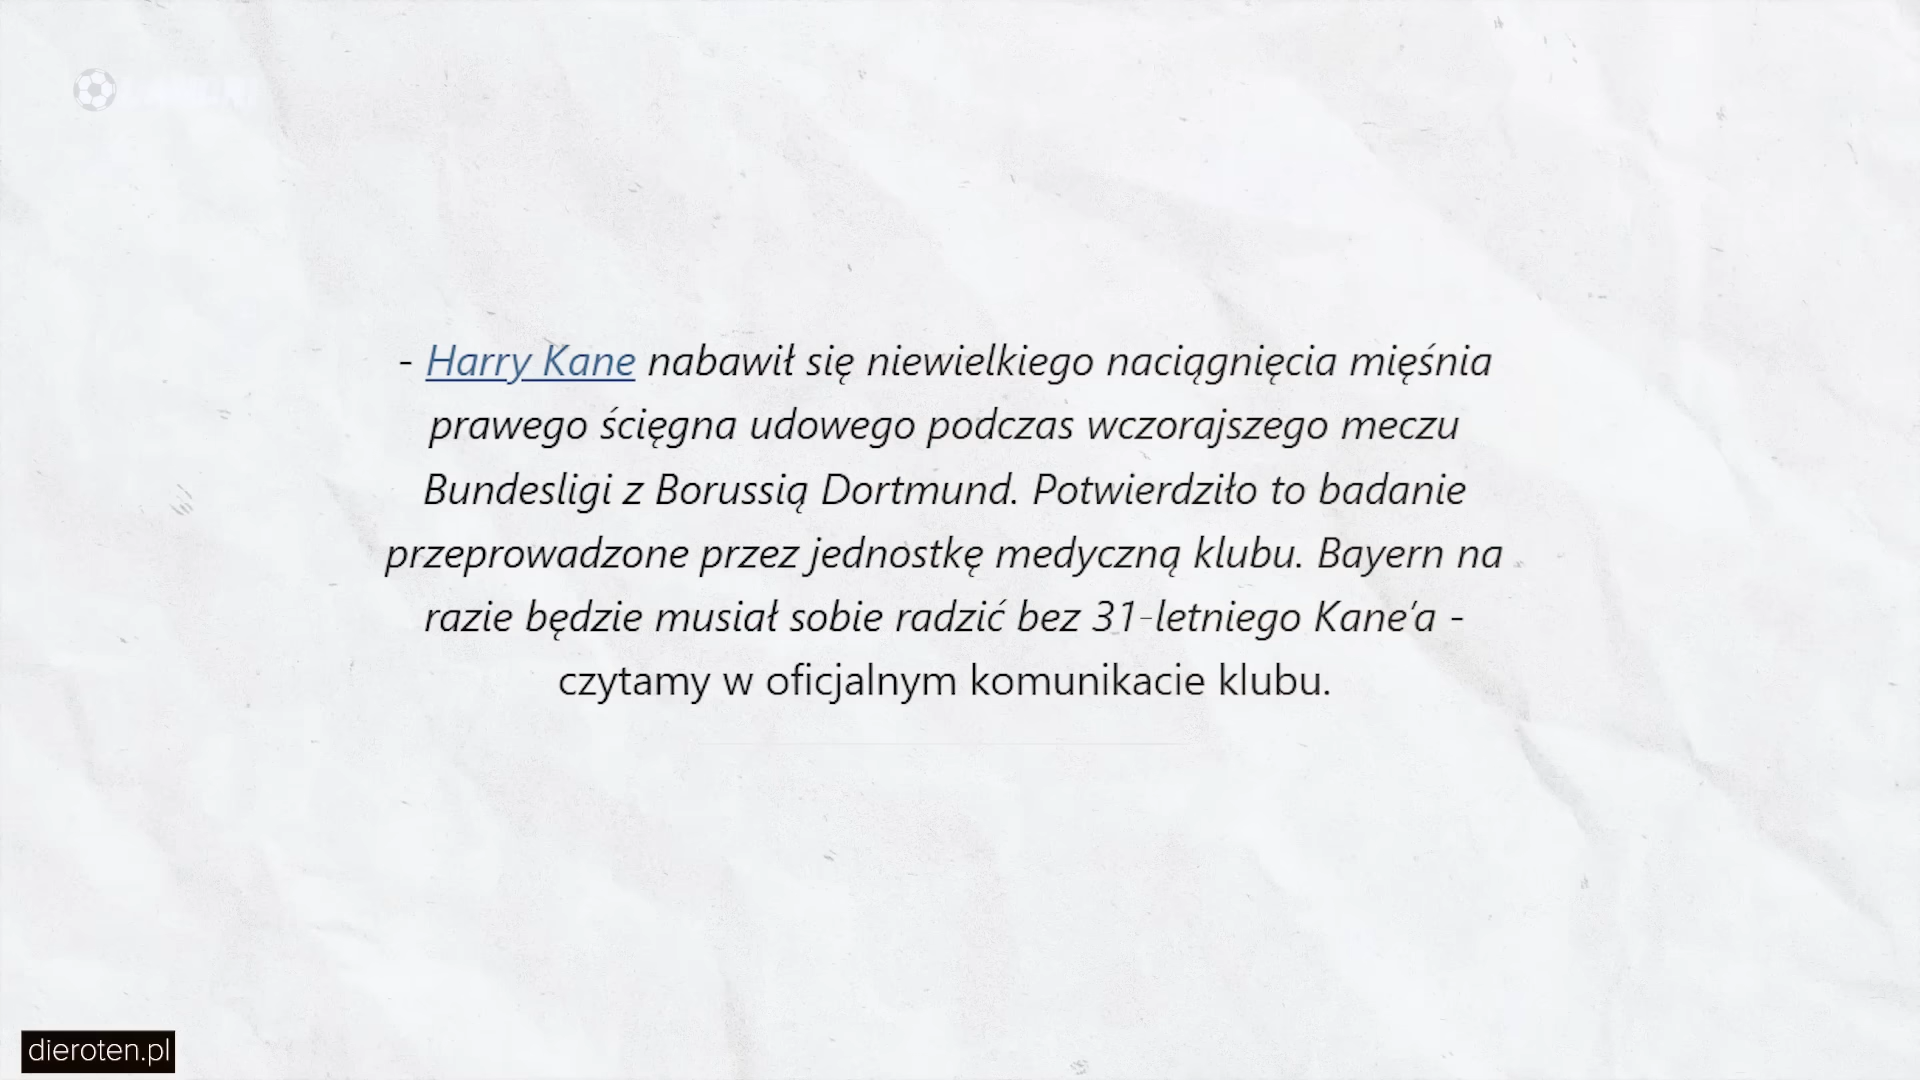 - Harry Kane nabawił się niewielkiego naciągnięcia mięśnia
prawego ścięgna udowego podczas wczorajszego meczu
Bundesligi z Borussią Dortmund. Potwierdziło to badanie
przeprowadzone przez jednostkę medyczną klubu. Bayern na
razie będzie musiał sobie radzić bez 31-letniego Kane’a -
czytamy w oficjalnym komunikacie klubu.
dieroten.pl